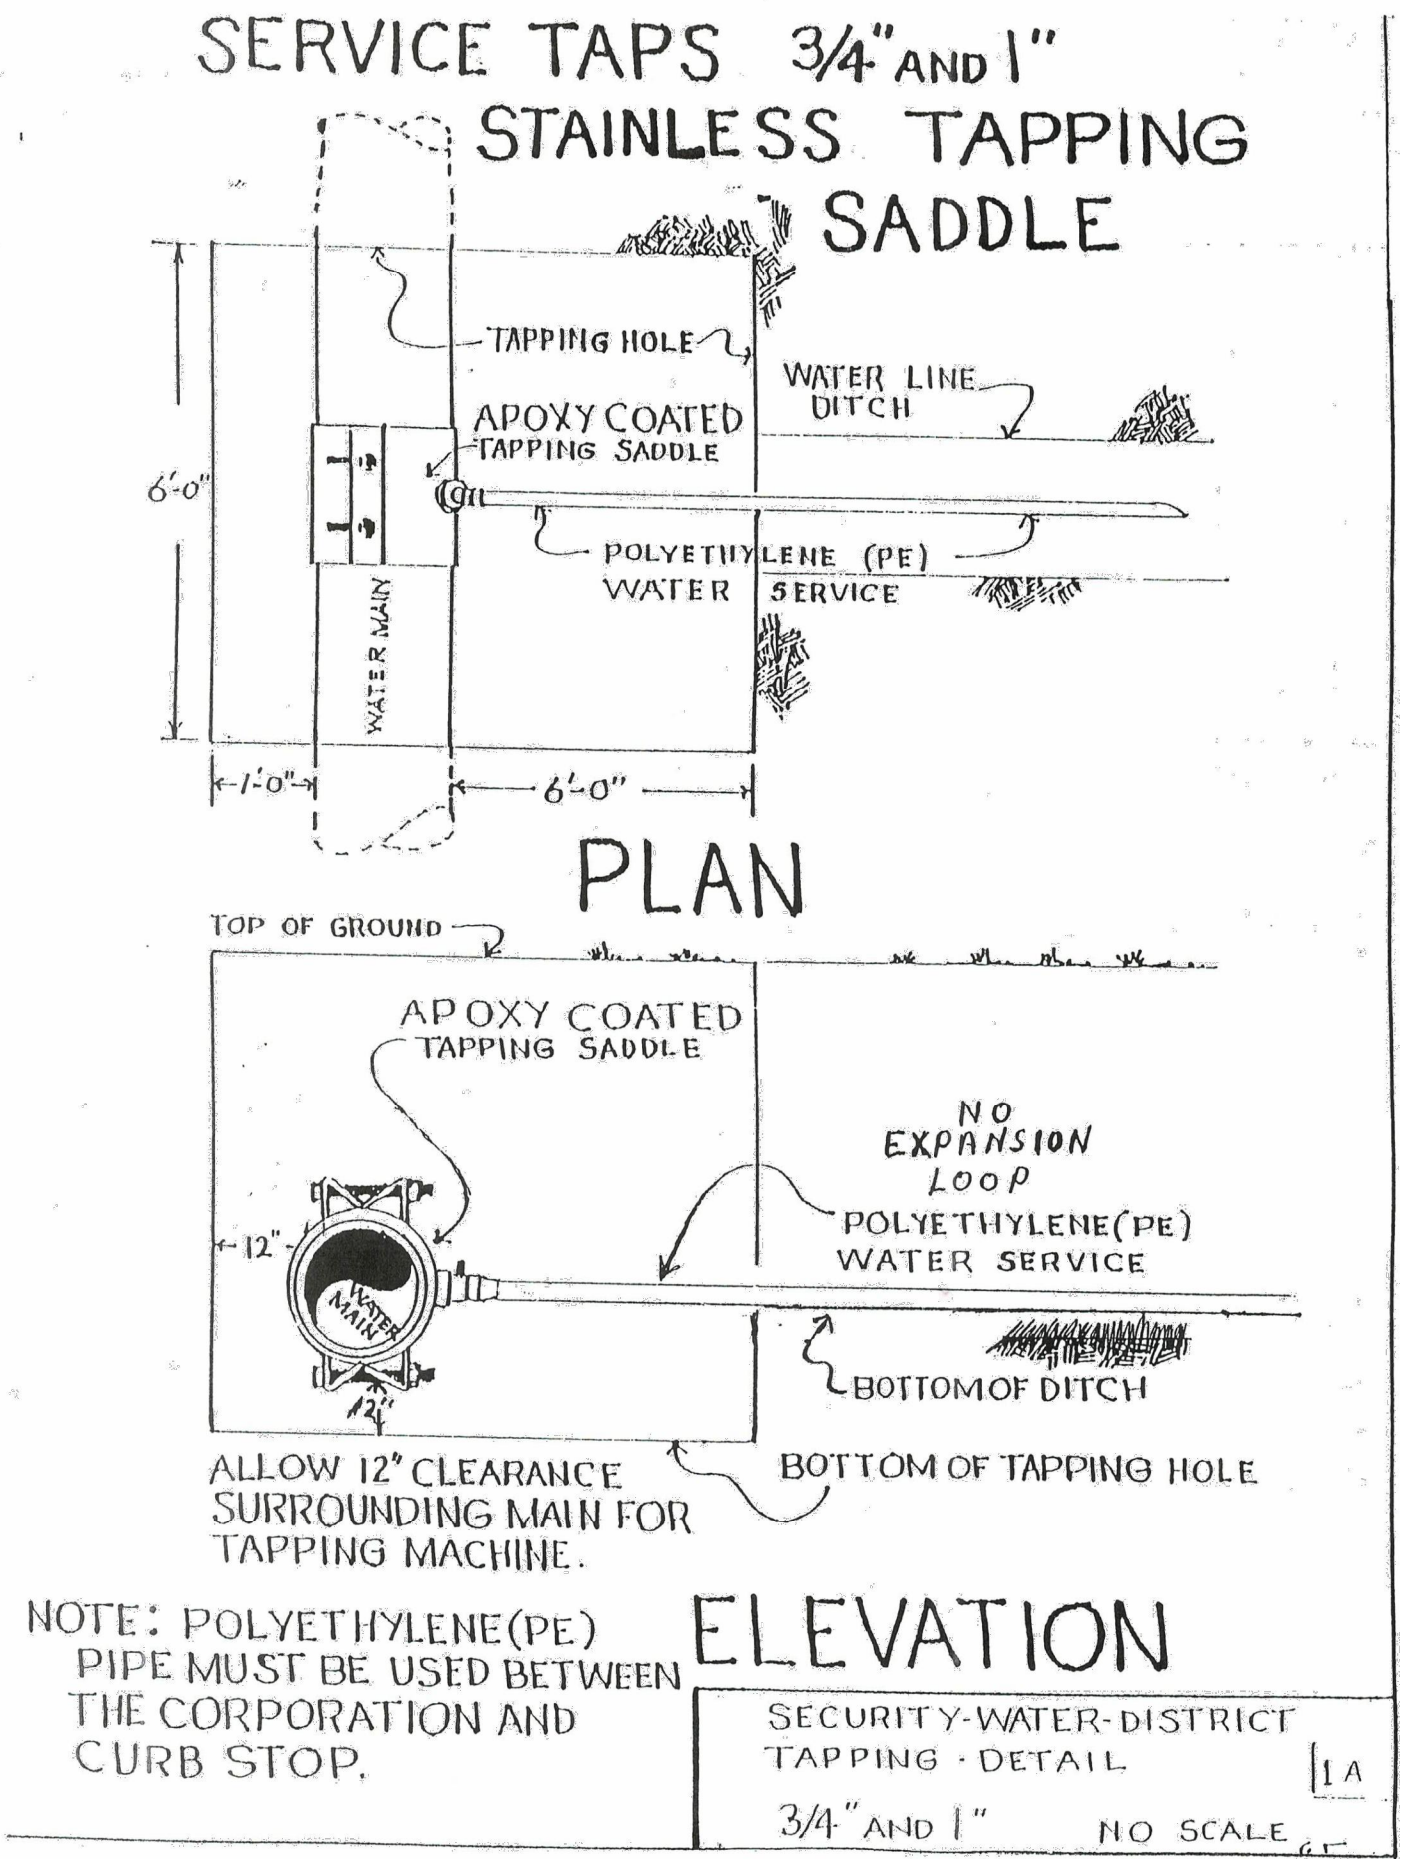 SERVICE TAPS 3/4" AND 1"
STAINLESS TAPPING
SADDLE
TAPPING HOLE
WATER LINE
DITCH
APOXY COATED
TAPPING SADDLE
6'-0"
POLYETHYLENE (PE)
WATER SERVICE
WATER MAIN
1'-0"
6'-0"
PLAN
TOP OF GROUND
APOXY COATED
TAPPING SADDLE
NO
EXPANSION
LOOP
POLYETHYLENE(PE)
WATER SERVICE
12"
WATER
MAIN
BOTTOM OF DITCH
12"
ALLOW 12" CLEARANCE
SURROUNDING MAIN FOR
TAPPING MACHINE.
BOTTOM OF TAPPING HOLE
NOTE: POLYETHYLENE(PE)
PIPE MUST BE USED BETWEEN
THE CORPORATION AND
CURB STOP.
ELEVATION
SECURITY-WATER-DISTRICT
TAPPING - DETAIL
1A
3/4" AND 1" NO SCALE